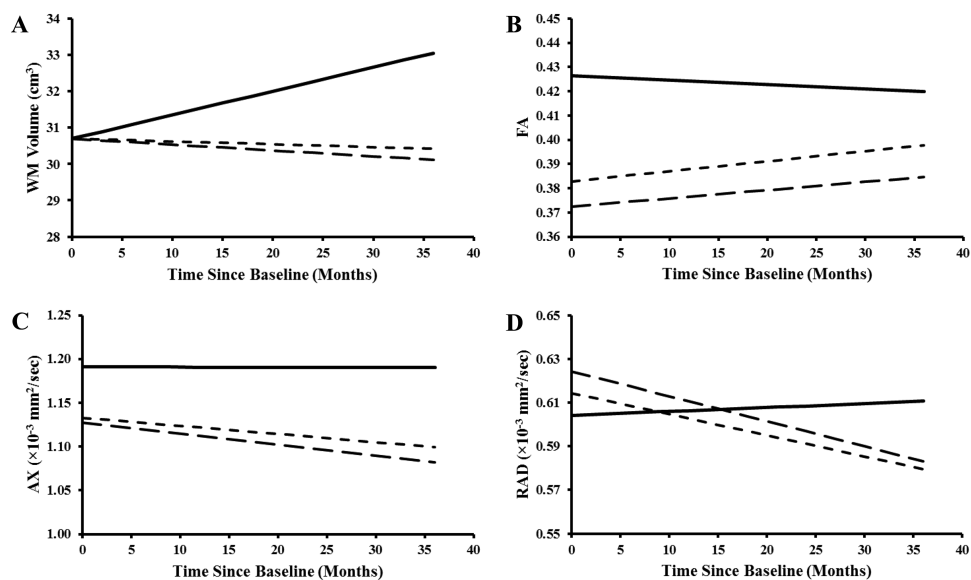 A
WM Volume (cm³)
34
33
32
31
30
29
28
0 5 10 15 20 25 30 35 40
Time Since Baseline (Months)
B
FA
0.45
0.44
0.43
0.42
0.41
0.40
0.39
0.38
0.37
0.36
0 5 10 15 20 25 30 35 40
Time Since Baseline (Months)
C
AX (×10⁻³ mm²/sec)
1.25
1.20
1.15
1.10
1.05
1.00
0 5 10 15 20 25 30 35 40
Time Since Baseline (Months)
D
RAD (×10⁻³ mm²/sec)
0.65
0.63
0.61
0.59
0.57
0.55
0 5 10 15 20 25 30 35 40
Time Since Baseline (Months)